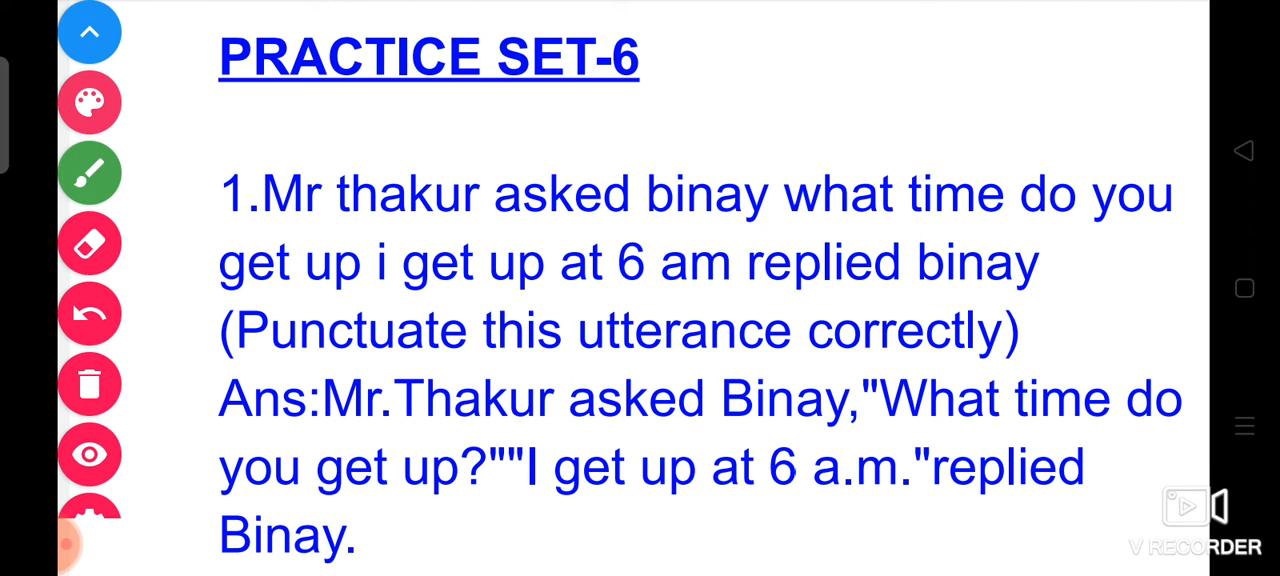 PRACTICE SET-6
1.Mr thakur asked binay what time do you
get up i get up at 6 am replied binay
(Punctuate this utterance correctly)
Ans:Mr.Thakur asked Binay,"What time do
you get up?""I get up at 6 a.m."replied
Binay.
V RECORDER